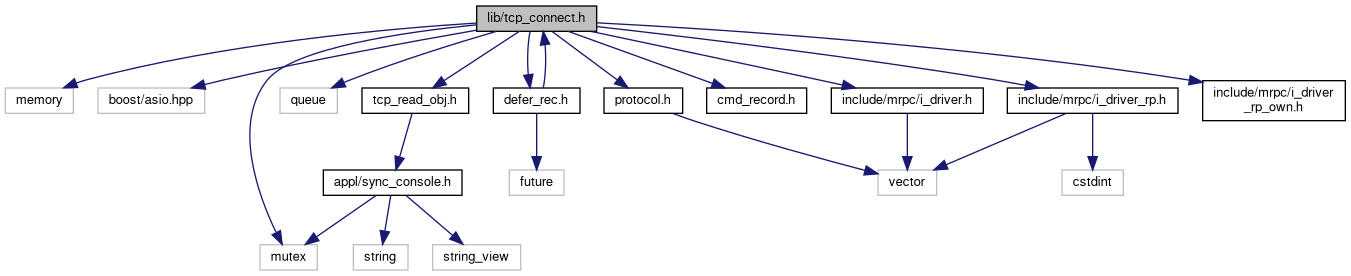 lib/tcp_connect.h
memory
boost/asio.hpp
queue
tcp_read_obj.h
defer_rec.h
protocol.h
cmd_record.h
include/mrpc/i_driver.h
include/mrpc/i_driver_rp.h
include/mrpc/i_driver
_rp_own.h
appl/sync_console.h
future
vector
cstdint
mutex
string
string_view